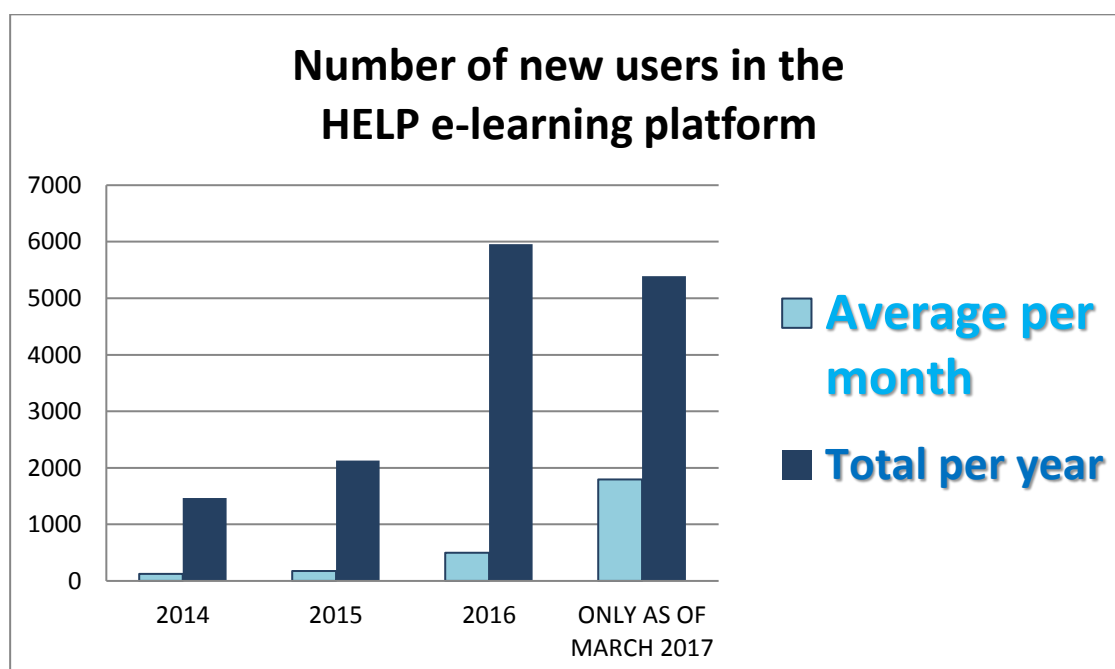 Number of new users in the
HELP e-learning platform
7000
6000
5000
4000
3000
2000
1000
0
2014
2015
2016
ONLY AS OF
MARCH 2017
Average per
month
Total per year